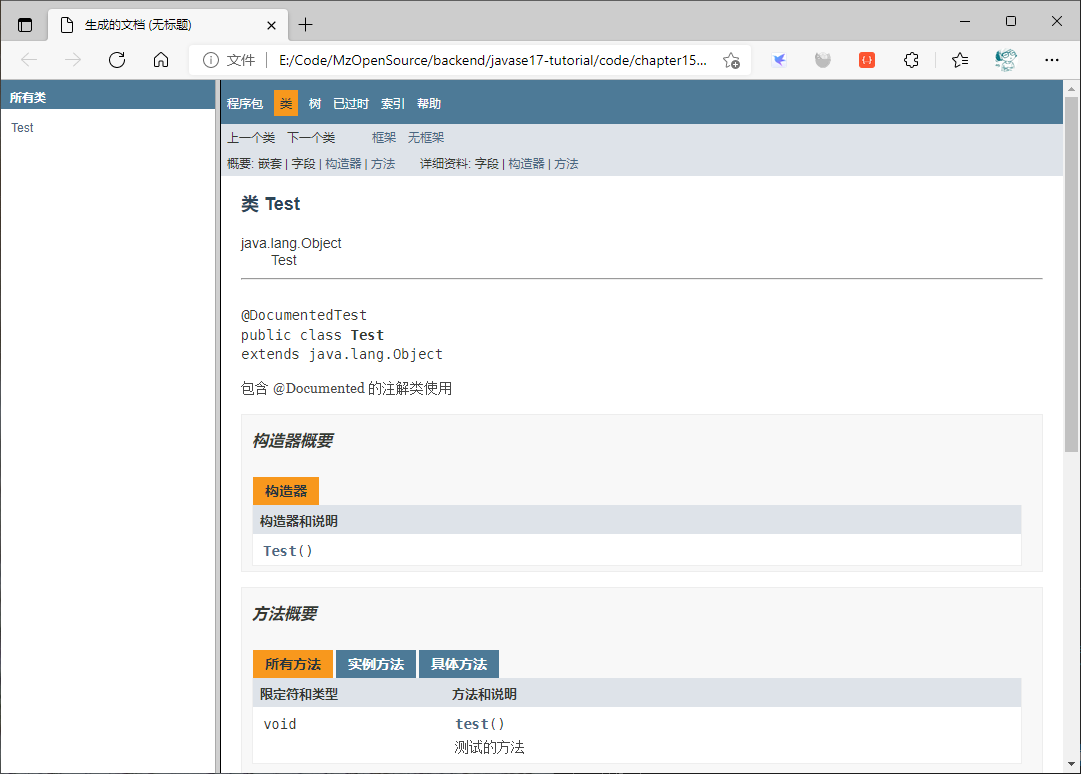 生成的文档 (无标题)
文件 E:/Code/MzOpenSource/backend/javase17-tutorial/code/chapter15...
所有类
Test
程序包 类 树 已过时 索引 帮助
上一个类 下一个类 框架 无框架
概要: 嵌套 | 字段 | 构造器 | 方法 详细资料: 字段 | 构造器 | 方法
类 Test
java.lang.Object
Test
@DocumentedTest
public class Test
extends java.lang.Object
包含 @Documented 的注解类使用
构造器概要
构造器
构造器和说明
Test()
方法概要
所有方法 实例方法 具体方法
限定符和类型 方法和说明
void test()
测试的方法